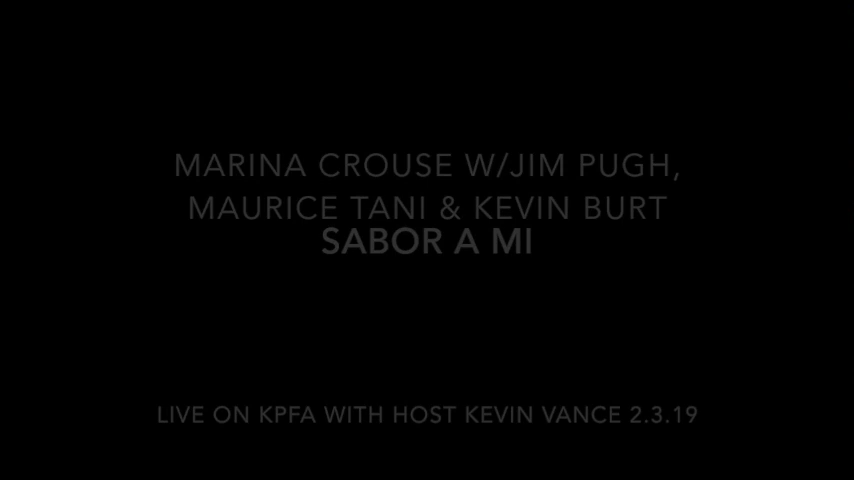 MARINA CROUSE W/JIM PUGH,
MAURICE TANI & KEVIN BURT
SABOR A MI
LIVE ON KPFA WITH HOST KEVIN VANCE 2.3.19